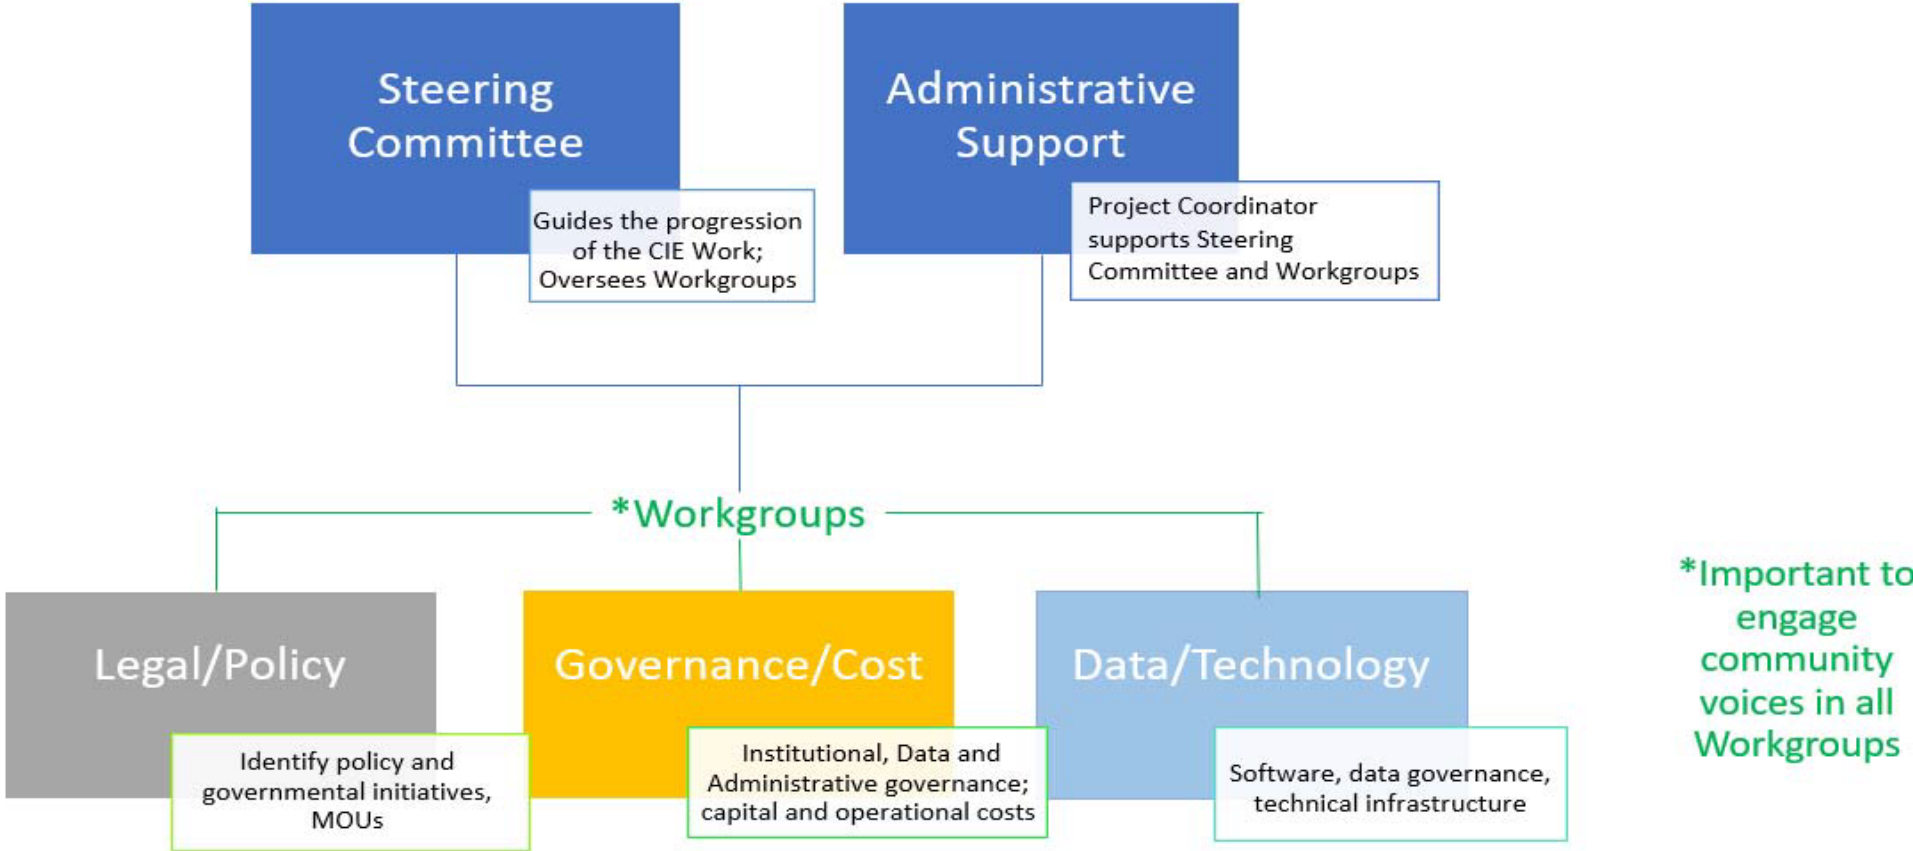 Steering
Committee
Guides the progression
of the CIE Work;
Oversees Workgroups
Administrative
Support
Project Coordinator
supports Steering
Committee and Workgroups
*Workgroups
Legal/Policy
Identify policy and
governmental initiatives,
MOUs
Governance/Cost
Institutional, Data and
Administrative governance;
capital and operational costs
Data/Technology
Software, data governance,
technical infrastructure
*Important to
engage
community
voices in all
Workgroups